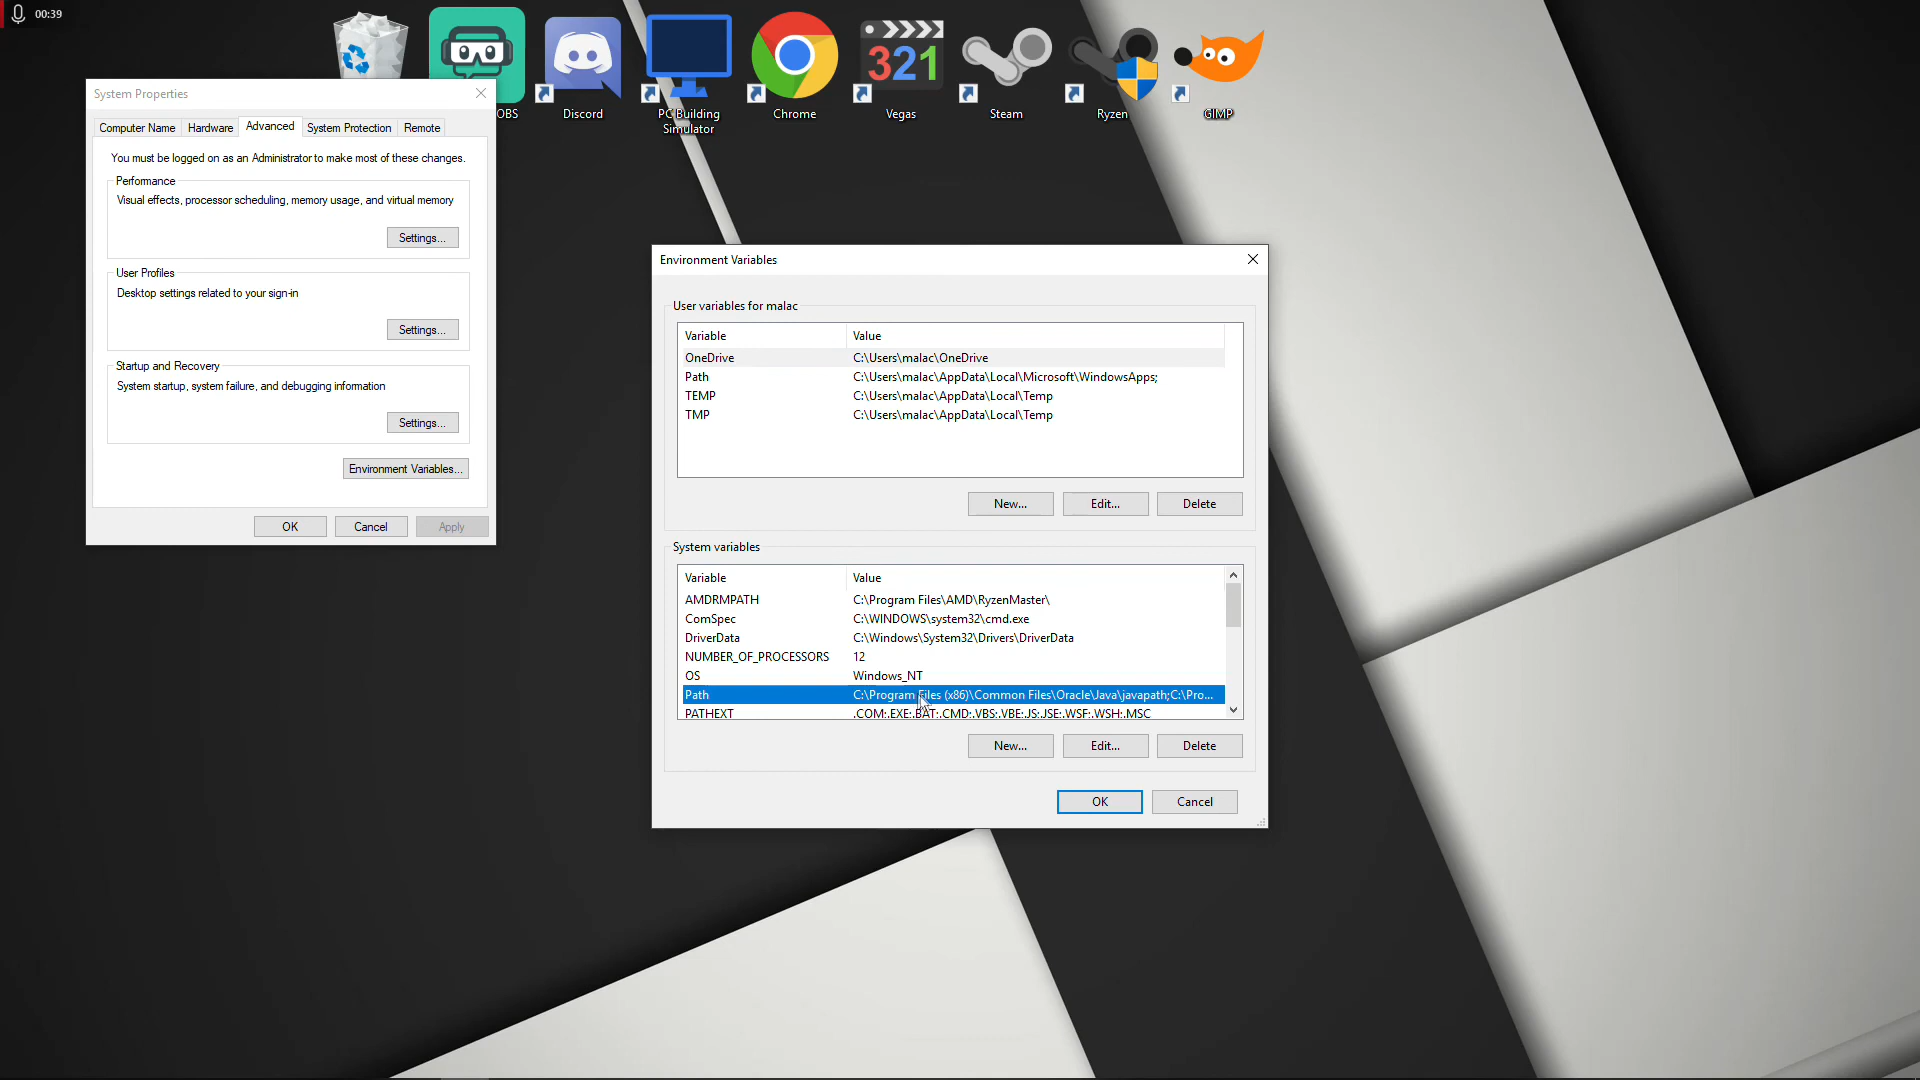 00:39
321
OBS
Discord
PC Building
Simulator
Chrome
Vegas
Steam
Ryzen
GIMP
System Properties
Computer Name
Hardware
Advanced
System Protection
Remote
You must be logged on as an Administrator to make most of these changes.
Performance
Visual effects, processor scheduling, memory usage, and virtual memory
Settings...
User Profiles
Desktop settings related to your sign-in
Settings...
Startup and Recovery
System startup, system failure, and debugging information
Settings...
Environment Variables...
OK
Cancel
Apply
Environment Variables
User variables for malac
Variable Value
OneDrive C:\Users\malac\OneDrive
Path C:\Users\malac\AppData\Local\Microsoft\WindowsApps;
TEMP C:\Users\malac\AppData\Local\Temp
TMP C:\Users\malac\AppData\Local\Temp
New...
Edit...
Delete
System variables
Variable Value
AMDRMPATH C:\Program Files\AMD\RyzenMaster\
ComSpec C:\WINDOWS\system32\cmd.exe
DriverData C:\Windows\System32\Drivers\DriverData
NUMBER_OF_PROCESSORS 12
OS Windows_NT
Path C:\Program Files (x86)\Common Files\Oracle\Java\javapath;C:\Pro...
PATHEXT .COM;.EXE;.BAT;.CMD;.VBS;.VBE;.JS;.JSE;.WSF;.WSH;.MSC
New...
Edit...
Delete
OK
Cancel